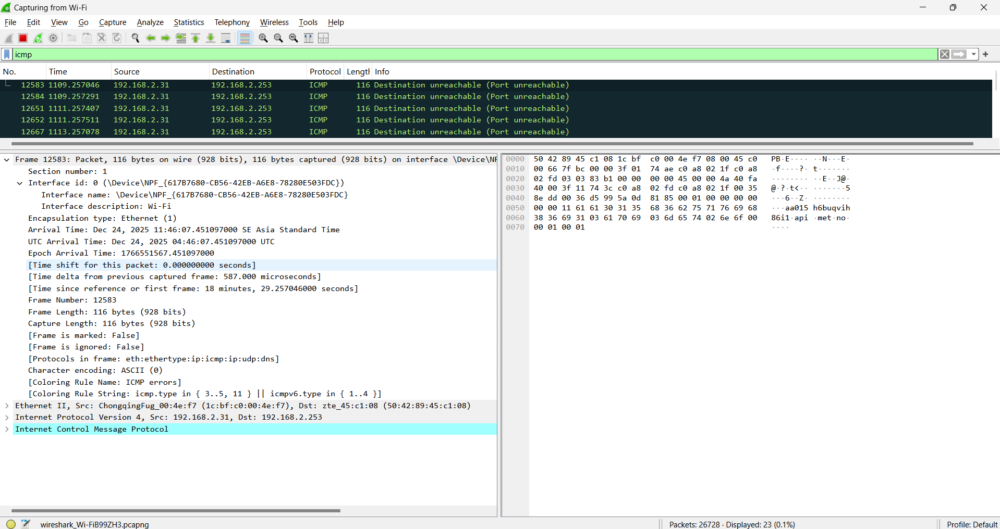 Capturing from Wi-Fi
File Edit View Go Capture Analyze Statistics Telephony Wireless Tools Help
icmp
No. Time Source Destination Protocol Lengtl Info
12583 1109.257046 192.168.2.31 192.168.2.253 ICMP 116 Destination unreachable (Port unreachable)
12584 1109.257291 192.168.2.31 192.168.2.253 ICMP 116 Destination unreachable (Port unreachable)
12651 1111.257407 192.168.2.31 192.168.2.253 ICMP 116 Destination unreachable (Port unreachable)
12652 1111.257511 192.168.2.31 192.168.2.253 ICMP 116 Destination unreachable (Port unreachable)
12667 1113.257078 192.168.2.31 192.168.2.253 ICMP 116 Destination unreachable (Port unreachable)
Frame 12583: Packet, 116 bytes on wire (928 bits), 116 bytes captured (928 bits) on interface \Device\NF
Section number: 1
Interface id: 0 (\Device\NPF_{617B7680-CB56-42EB-A6E8-78280E503FDC})
Interface name: \Device\NPF_{617B7680-CB56-42EB-A6E8-78280E503FDC}
Interface description: Wi-Fi
Encapsulation type: Ethernet (1)
Arrival Time: Dec 24, 2025 11:46:07.451097000 SE Asia Standard Time
UTC Arrival Time: Dec 24, 2025 04:46:07.451097000 UTC
Epoch Arrival Time: 1766551567.451097000
[Time shift for this packet: 0.000000000 seconds]
[Time delta from previous captured frame: 587.000 microseconds]
[Time since reference or first frame: 18 minutes, 29.257046000 seconds]
Frame Number: 12583
Frame Length: 116 bytes (928 bits)
Capture Length: 116 bytes (928 bits)
[Frame is marked: False]
[Frame is ignored: False]
[Protocols in frame: eth:ethertype:ip:icmp:ip:udp:dns]
Character encoding: ASCII (0)
[Coloring Rule Name: ICMP errors]
[Coloring Rule String: icmp.type in { 3..5, 11 } || icmpv6.type in { 1..4 }]
Ethernet II, Src: ChongqingFug_00:4e:f7 (1c:bf:c0:00:4e:f7), Dst: zte_45:c1:08 (50:42:89:45:c1:08)
Internet Protocol Version 4, Src: 192.168.2.31, Dst: 192.168.2.253
Internet Control Message Protocol
0000 50 42 89 45 c1 08 1c bf c0 00 4e f7 08 00 45 c0 PB·E···· ··N···E·
0010 00 66 7f bc 00 00 3f 01 74 ae c0 a8 02 1f c0 a8 ·f····?· t·······
0020 02 fd 03 03 83 b1 00 00 00 00 45 00 00 4a 40 fa ········ ··E··J@·
0030 40 00 3f 11 74 3c c0 a8 02 fd c0 a8 02 1f 00 35 @·?·t<·· ·······5
0040 8e dd 00 36 d5 99 5a 0d 81 85 00 01 00 00 00 00 ···6··Z· ········
0050 00 00 11 61 61 30 31 35 68 36 62 75 71 76 69 68 ···aa015 h6buqvih
0060 38 36 69 31 03 61 70 69 03 6d 65 74 02 6e 6f 00 86i1·api ·met·no·
0070 00 01 00 01 ····
wireshark_Wi-FiB99ZH3.pcapng
Packets: 26728 · Displayed: 23 (0.1%)
Profile: Default